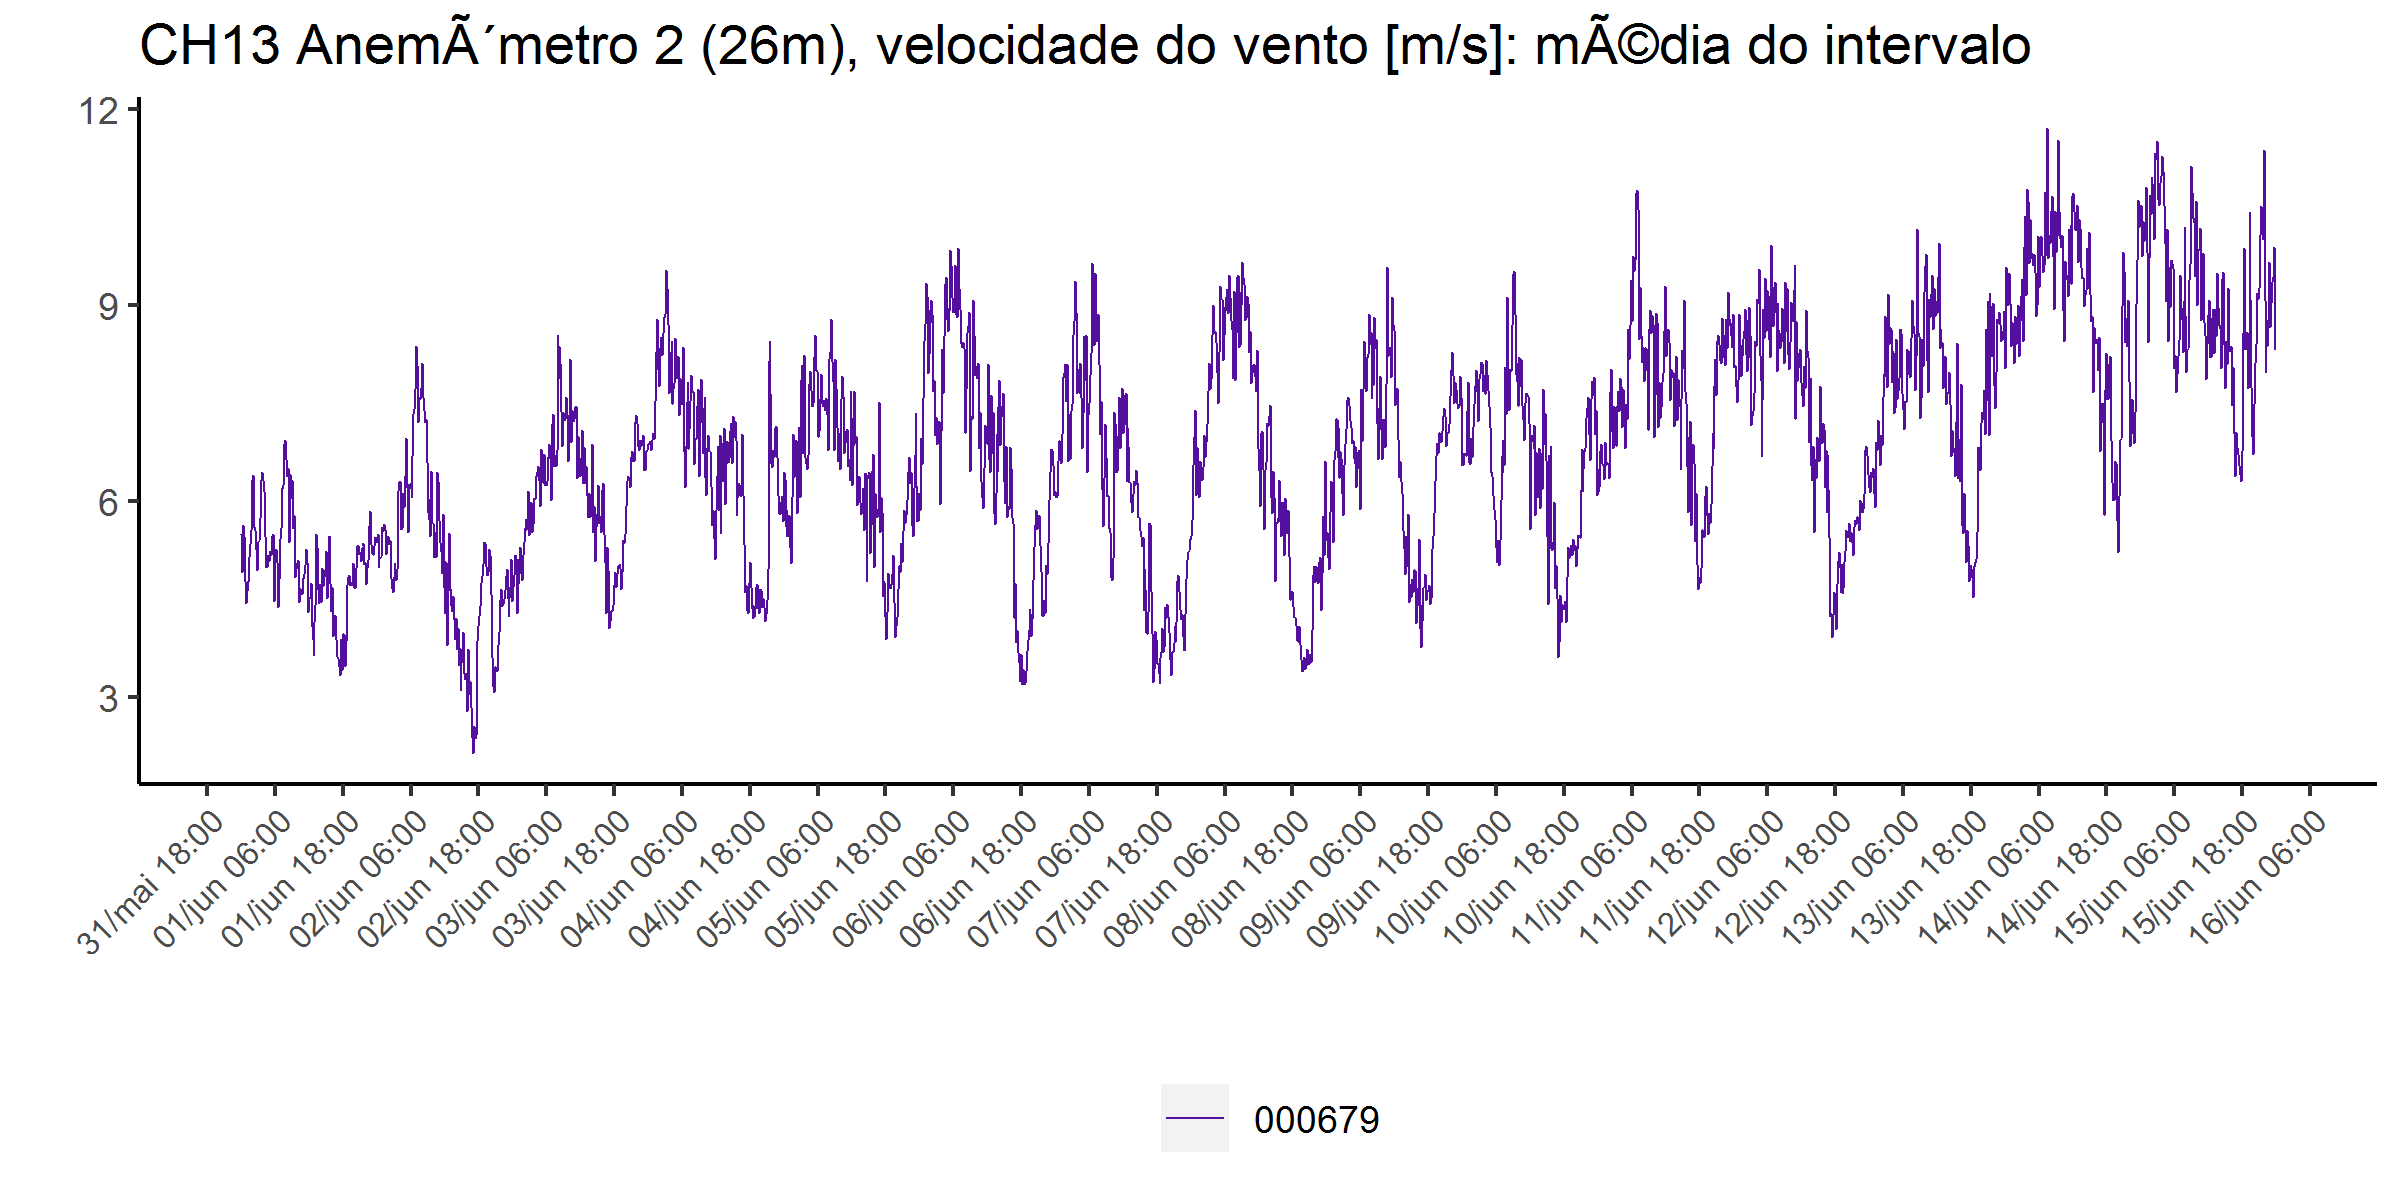 CH13 AnemÃ´metro 2 (26m), velocidade do vento [m/s]: mÃ©dia do intervalo
12
9
6
3
31/mai 18:00
01/jun 06:00
01/jun 18:00
02/jun 06:00
02/jun 18:00
03/jun 06:00
03/jun 18:00
04/jun 06:00
04/jun 18:00
05/jun 06:00
05/jun 18:00
06/jun 06:00
06/jun 18:00
07/jun 06:00
07/jun 18:00
08/jun 06:00
08/jun 18:00
09/jun 06:00
09/jun 18:00
10/jun 06:00
10/jun 18:00
11/jun 06:00
11/jun 18:00
12/jun 06:00
12/jun 18:00
13/jun 06:00
13/jun 18:00
14/jun 06:00
14/jun 18:00
15/jun 06:00
15/jun 18:00
16/jun 06:00
000679